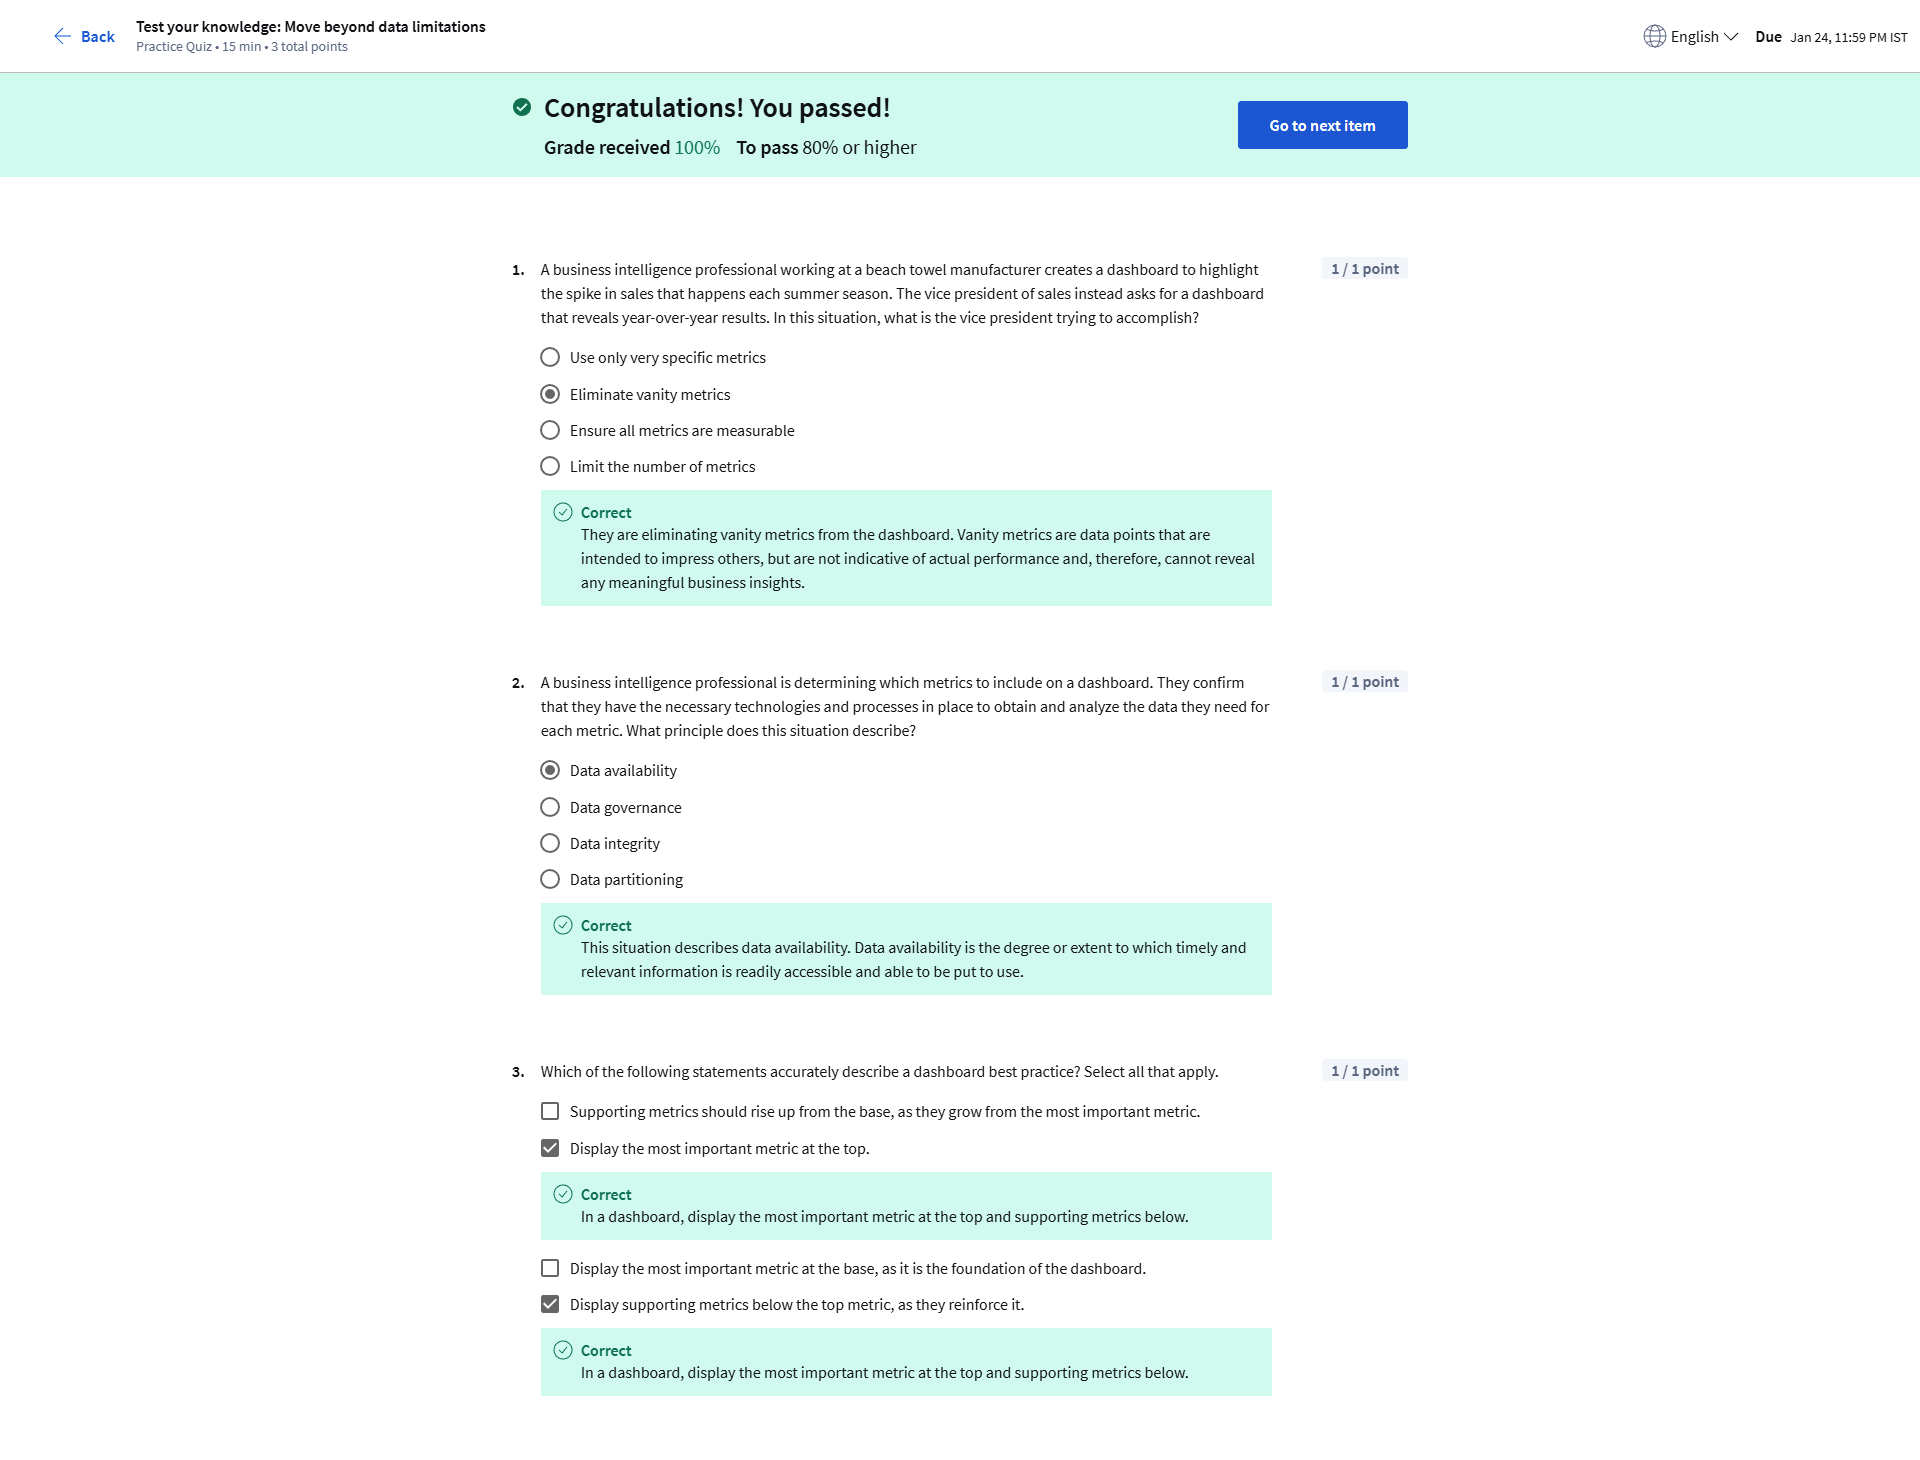 Back
Test your knowledge: Move beyond data limitations
Practice Quiz • 15 min • 3 total points
English
Due Jan 24, 11:59 PM IST
Congratulations! You passed!
Grade received 100% To pass 80% or higher
Go to next item
1. A business intelligence professional working at a beach towel manufacturer creates a dashboard to highlight
the spike in sales that happens each summer season. The vice president of sales instead asks for a dashboard
that reveals year-over-year results. In this situation, what is the vice president trying to accomplish?
1 / 1 point
Use only very specific metrics
Eliminate vanity metrics
Ensure all metrics are measurable
Limit the number of metrics
Correct
They are eliminating vanity metrics from the dashboard. Vanity metrics are data points that are
intended to impress others, but are not indicative of actual performance and, therefore, cannot reveal
any meaningful business insights.
2. A business intelligence professional is determining which metrics to include on a dashboard. They confirm
that they have the necessary technologies and processes in place to obtain and analyze the data they need for
each metric. What principle does this situation describe?
1 / 1 point
Data availability
Data governance
Data integrity
Data partitioning
Correct
This situation describes data availability. Data availability is the degree or extent to which timely and
relevant information is readily accessible and able to be put to use.
3. Which of the following statements accurately describe a dashboard best practice? Select all that apply.
1 / 1 point
Supporting metrics should rise up from the base, as they grow from the most important metric.
Display the most important metric at the top.
Correct
In a dashboard, display the most important metric at the top and supporting metrics below.
Display the most important metric at the base, as it is the foundation of the dashboard.
Display supporting metrics below the top metric, as they reinforce it.
Correct
In a dashboard, display the most important metric at the top and supporting metrics below.